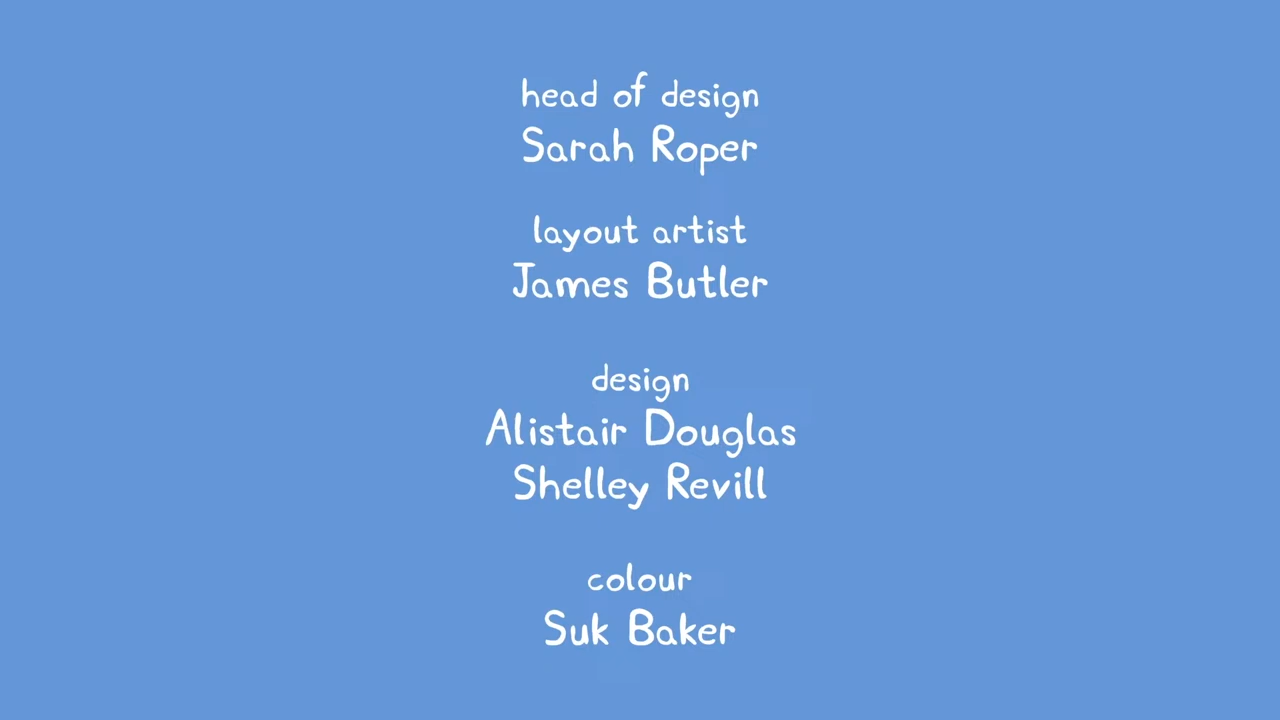 head of design
Sarah Roper
layout artist
James Butler
design
Alistair Douglas
Shelley Revill
colour
Suk Baker